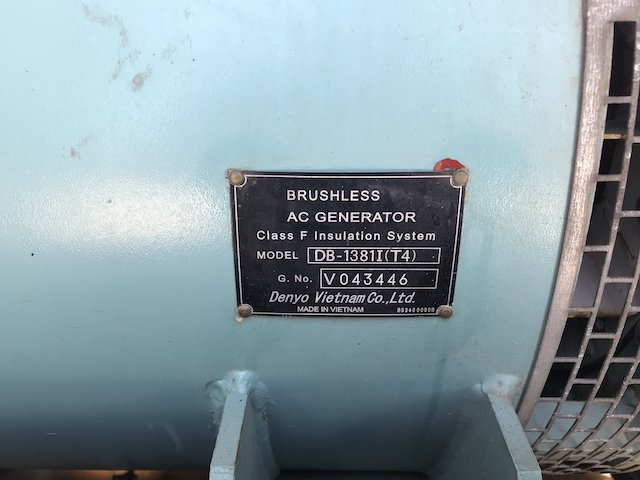 BRUSHLESS
AC GENERATOR
Class F Insulation System
MODEL DB-1381I(T4)
G. No. V043446
Denyo Vietnam Co., Ltd.
MADE IN VIETNAM